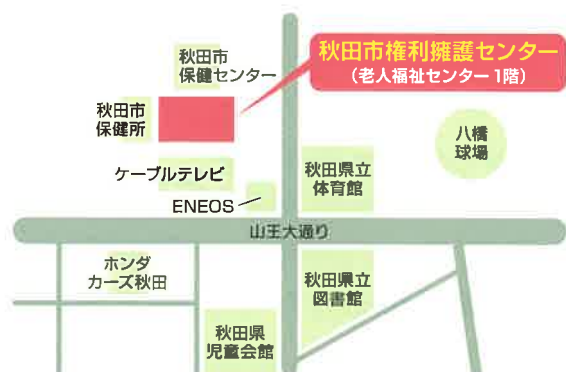 秋田市
保健センター
秋田市権利擁護センター
(老人福祉センター1階)
秋田市
保健所
八橋
球場
ケーブルテレビ
秋田県立
体育館
ENEOS
山王大通り
ホンダ
カーズ秋田
秋田県立
図書館
秋田県
児童会館